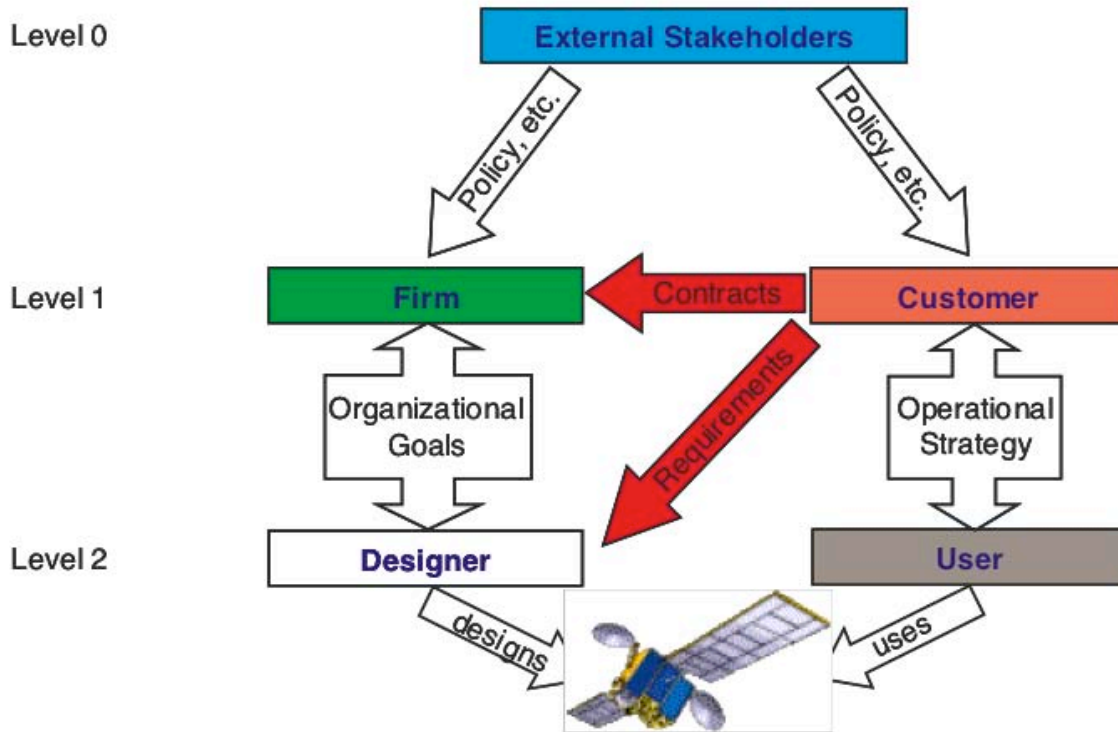 Level 0
External Stakeholders
Policy, etc.
Policy, etc.
Level 1
Firm
Contracts
Customer
Organizational
Goals
Requirements
Operational
Strategy
Level 2
Designer
User
designs
uses